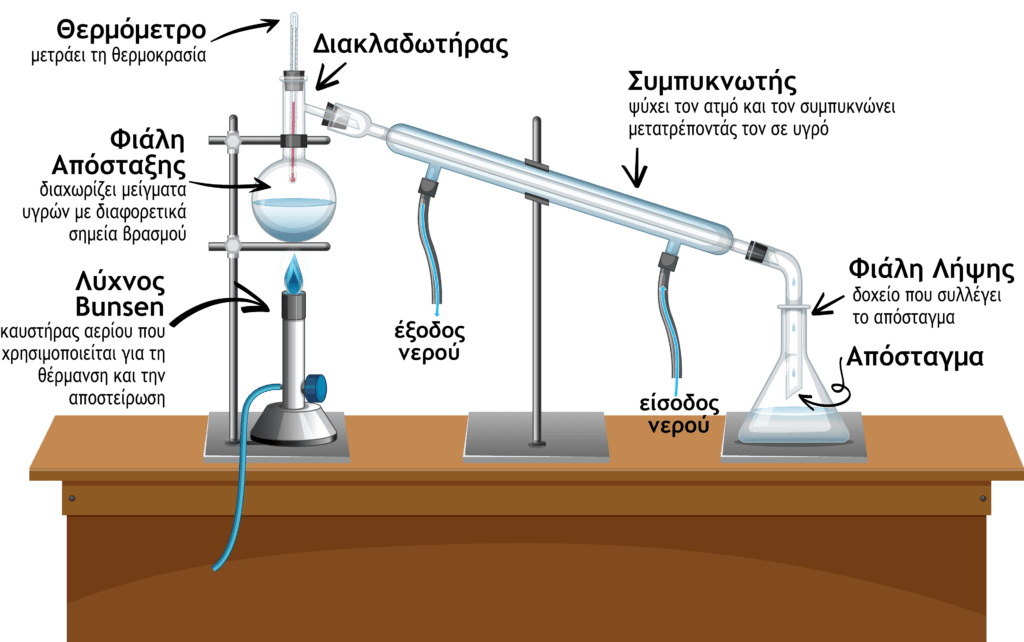 Θερμόμετρο
μετράει τη θερμοκρασία
Διακλαδωτήρας
Συμπυκνωτής
ψύχει τον ατμό και τον συμπυκνώνει
μετατρέποντάς τον σε υγρό
Φιάλη
Απόσταξης
διαχωρίζει μείγματα
υγρών με διαφορετικά
σημεία βρασμού
Λύχνος
Bunsen
καυστήρας αερίου που
χρησιμοποιείται για τη
θέρμανση και την
αποστείρωση
έξοδος
νερού
είσοδος
νερού
Φιάλη Λήψης
δοχείο που συλλέγει
το απόσταγμα
Απόσταγμα